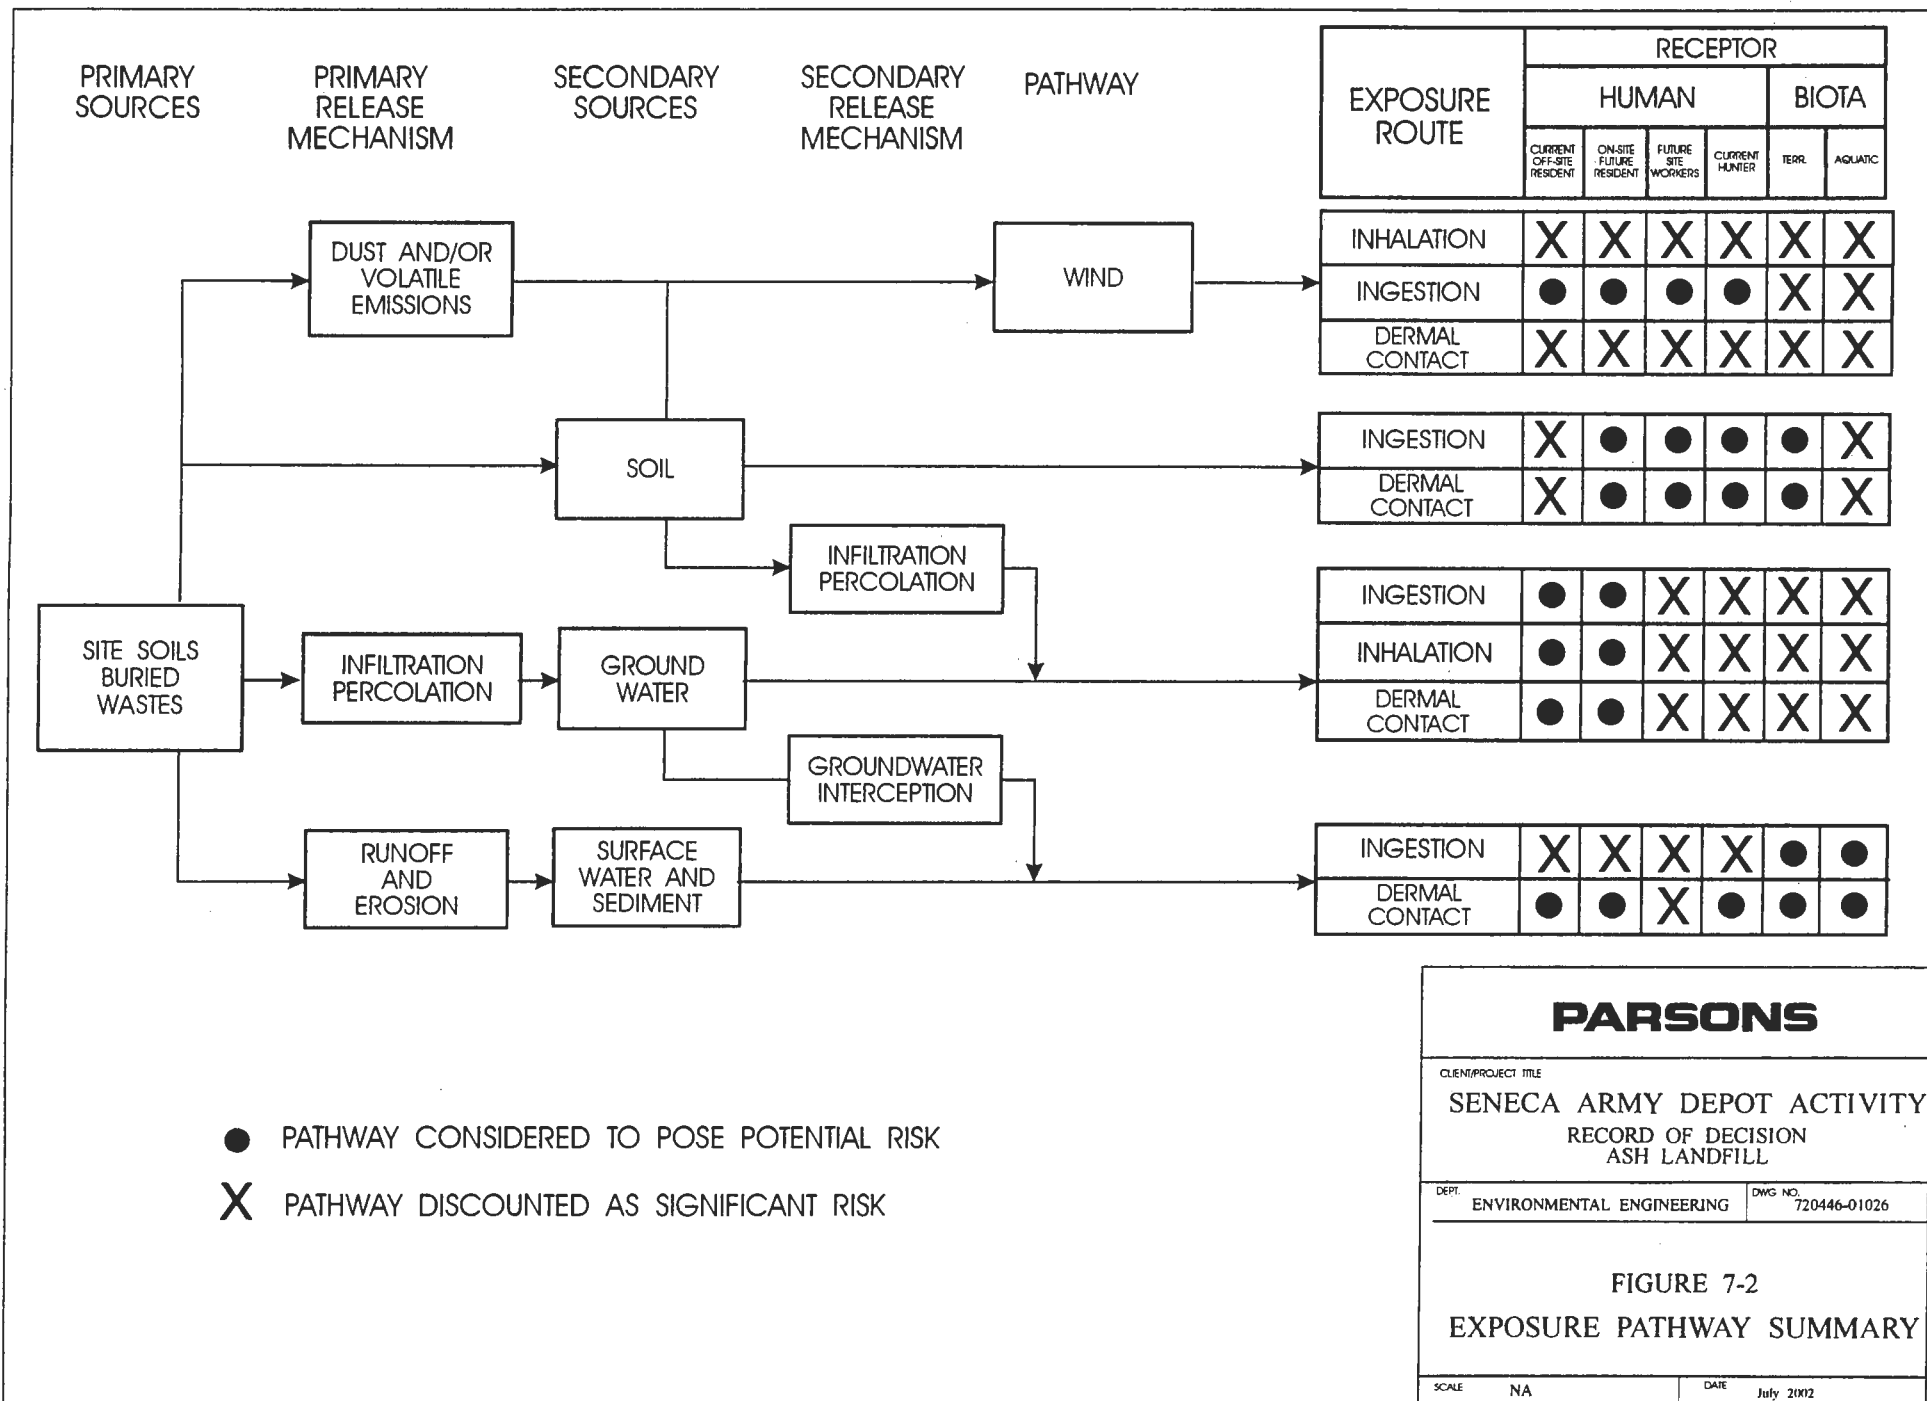 PRIMARY
SOURCES
PRIMARY
RELEASE
MECHANISM
SECONDARY
SOURCES
SECONDARY
RELEASE
MECHANISM
PATHWAY
EXPOSURE
ROUTE
RECEPTOR
HUMAN
BIOTA
CURRENT
OFF-SITE
RESIDENT
ON-SITE
FUTURE
RESIDENT
FUTURE
SITE
WORKERS
CURRENT
HUNTER
TERR.
AQUATIC
DUST AND/OR
VOLATILE
EMISSIONS
WIND
INHALATION X X X X X X
INGESTION ● ● ● ● X X
DERMAL
CONTACT X X X X X X
SOIL
INGESTION X ● ● ● ● X
DERMAL
CONTACT X ● ● ● ● X
INFILTRATION
PERCOLATION
SITE SOILS
BURIED
WASTES
INFILTRATION
PERCOLATION
GROUND
WATER
INGESTION ● ● X X X X
INHALATION ● ● X X X X
DERMAL
CONTACT ● ● X X X X
GROUNDWATER
INTERCEPTION
RUNOFF
AND
EROSION
SURFACE
WATER AND
SEDIMENT
INGESTION X X X X ● ●
DERMAL
CONTACT ● ● X ● ● ●
● PATHWAY CONSIDERED TO POSE POTENTIAL RISK
X PATHWAY DISCOUNTED AS SIGNIFICANT RISK
PARSONS
CLIENT/PROJECT TITLE
SENECA ARMY DEPOT ACTIVITY
RECORD OF DECISION
ASH LANDFILL
DEPT.
ENVIRONMENTAL ENGINEERING
DWG NO.
720446-01026
FIGURE 7-2
EXPOSURE PATHWAY SUMMARY
SCALE NA
DATE July 2002